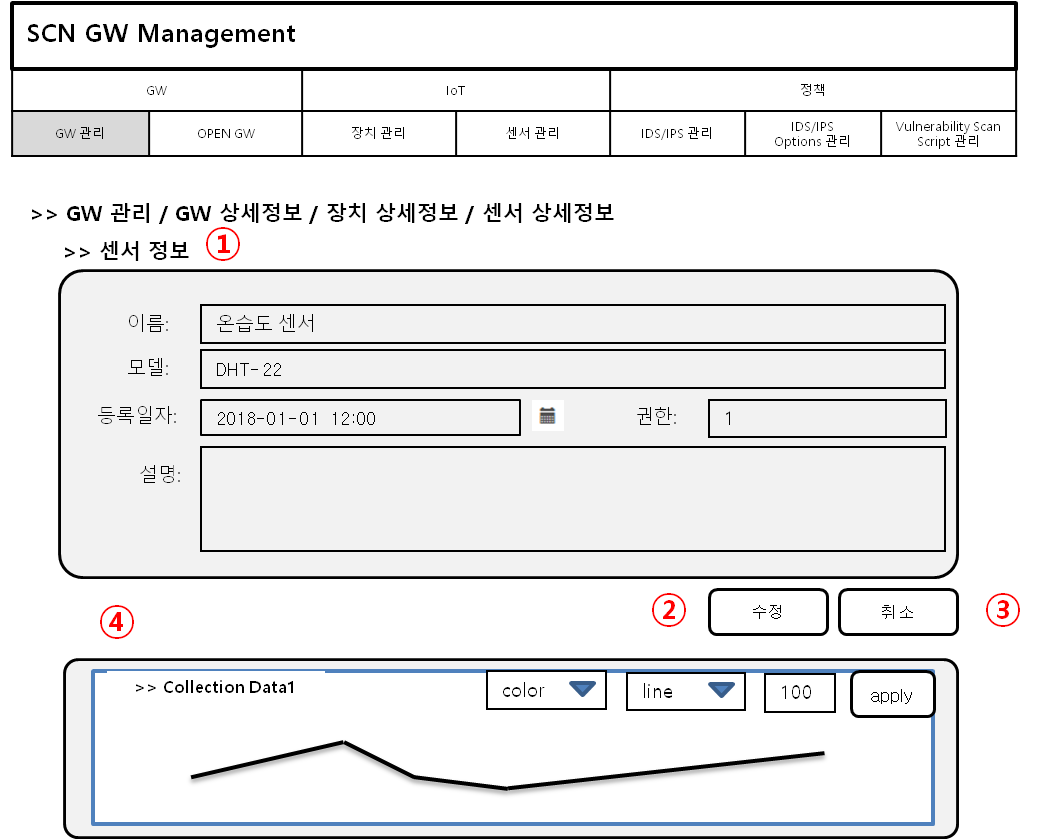 SCN GW Management
GW IoT 정책
GW 관리 OPEN GW 장치 관리 센서 관리 IDS/IPS 관리 IDS/IPS Options 관리 Vulnerability Scan Script 관리
>> GW 관리 / GW 상세정보 / 장치 상세정보 / 센서 상세정보
>> 센서 정보 ①
이름: 온습도 센서
모델: DHT-22
등록일자: 2018-01-01 12:00 권한: 1
설명:
② 수정 취소 ③
④
>> Collection Data1 color line 100 apply